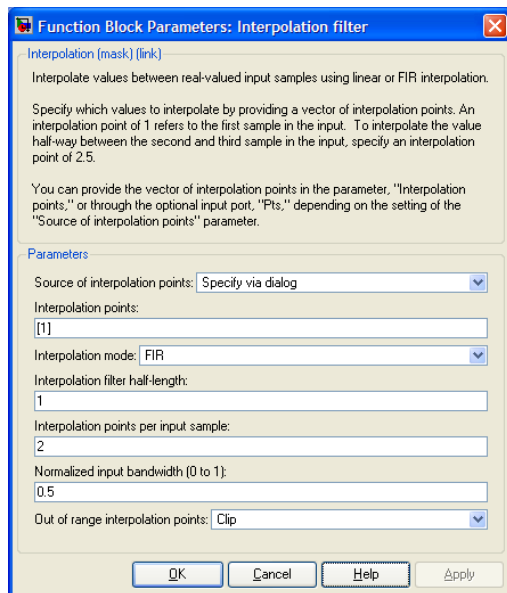 Function Block Parameters: Interpolation filter
Interpolation (mask) (link)
Interpolate values between real-valued input samples using linear or FIR interpolation.
Specify which values to interpolate by providing a vector of interpolation points. An
interpolation point of 1 refers to the first sample in the input. To interpolate the value
half-way between the second and third sample in the input, specify an interpolation
point of 2.5.
You can provide the vector of interpolation points in the parameter, "Interpolation
points," or through the optional input port, "Pts," depending on the setting of the
"Source of interpolation points" parameter.
Parameters
Source of interpolation points: Specify via dialog
Interpolation points:
[1]
Interpolation mode: FIR
Interpolation filter half-length:
1
Interpolation points per input sample:
2
Normalized input bandwidth (0 to 1):
0.5
Out of range interpolation points: Clip
OK Cancel Help Apply